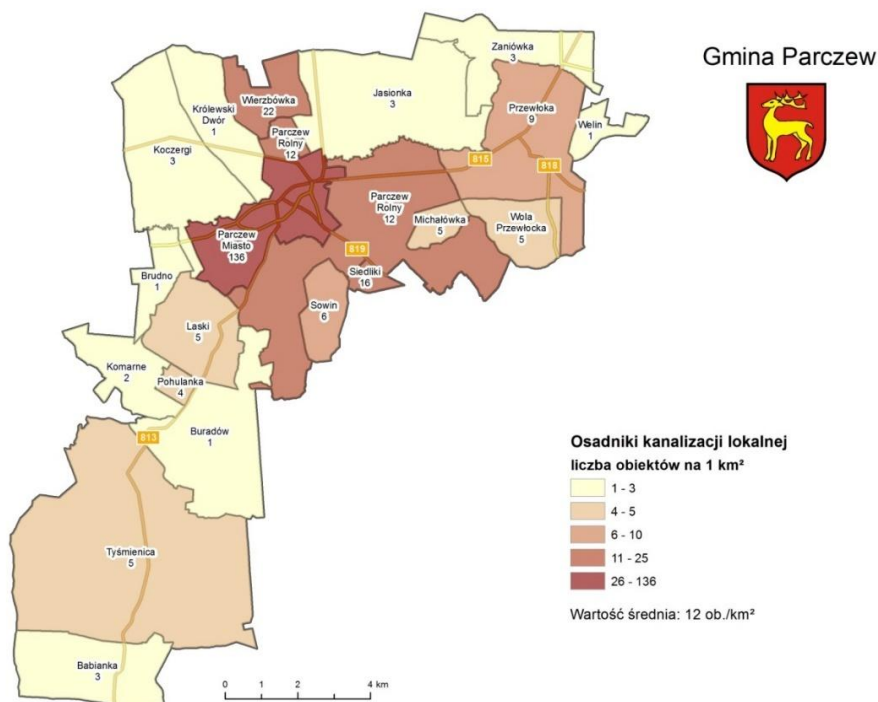 Gmina Parczew
Zaniówka
3
Jasionka
3
Wierzbówka
22
Królewski
Dwór
1
Przewłoka
9
Welin
1
Parczew
Rolny
12
Koczergi
3
815
818
Parczew
Rolny
12
Michałówka
5
Wola
Przewłocka
5
Parczew
Miasto
136
819
Siedliki
16
Brudno
1
Sowin
6
Laski
5
Komarne
2
Pohulanka
4
Buradów
1
813
Tyśmienica
5
Babianka
3
Osadniki kanalizacji lokalnej
liczba obiektów na 1 km²
1 - 3
4 - 5
6 - 10
11 - 25
26 - 136
Wartość średnia: 12 ob./km²
0 1 2 4 km